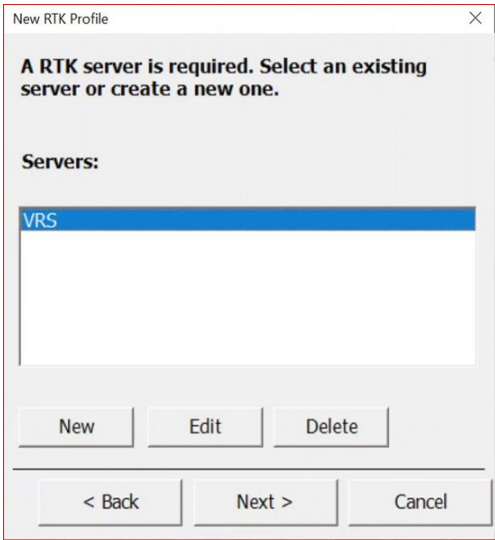 New RTK Profile
A RTK server is required. Select an existing
server or create a new one.
Servers:
VRS
New Edit Delete
< Back Next > Cancel